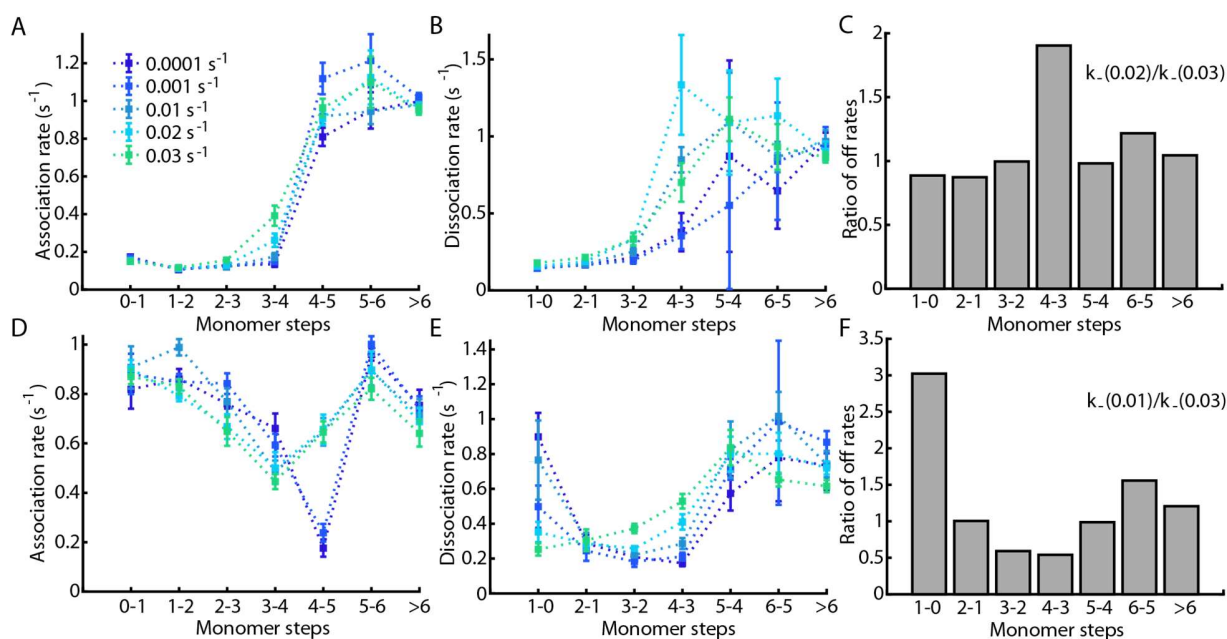 A
Association rate (s⁻¹)
1.2
1
0.8
0.6
0.4
0.2
0
0.0001 s⁻¹
0.001 s⁻¹
0.01 s⁻¹
0.02 s⁻¹
0.03 s⁻¹
0-1 1-2 2-3 3-4 4-5 5-6 >6
Monomer steps
B
Dissociation rate (s⁻¹)
1.5
1
0.5
0
1-0 2-1 3-2 4-3 5-4 6-5 >6
Monomer steps
C
Ratio of off rates
2
1.5
1
0.5
0
k₋(0.02)/k₋(0.03)
1-0 2-1 3-2 4-3 5-4 6-5 >6
Monomer steps
D
Association rate (s⁻¹)
1
0.8
0.6
0.4
0.2
0
0-1 1-2 2-3 3-4 4-5 5-6 >6
Monomer steps
E
Dissociation rate (s⁻¹)
1.4
1.2
1
0.8
0.6
0.4
0.2
0
1-0 2-1 3-2 4-3 5-4 6-5 >6
Monomer steps
F
Ratio of off rates
3.5
3
2.5
2
1.5
1
0.5
0
k₋(0.01)/k₋(0.03)
1-0 2-1 3-2 4-3 5-4 6-5 >6
Monomer steps